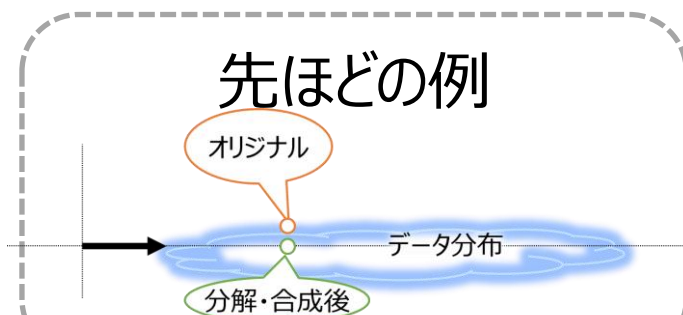 先ほどの例
オリジナル
データ分布
分解・合成後